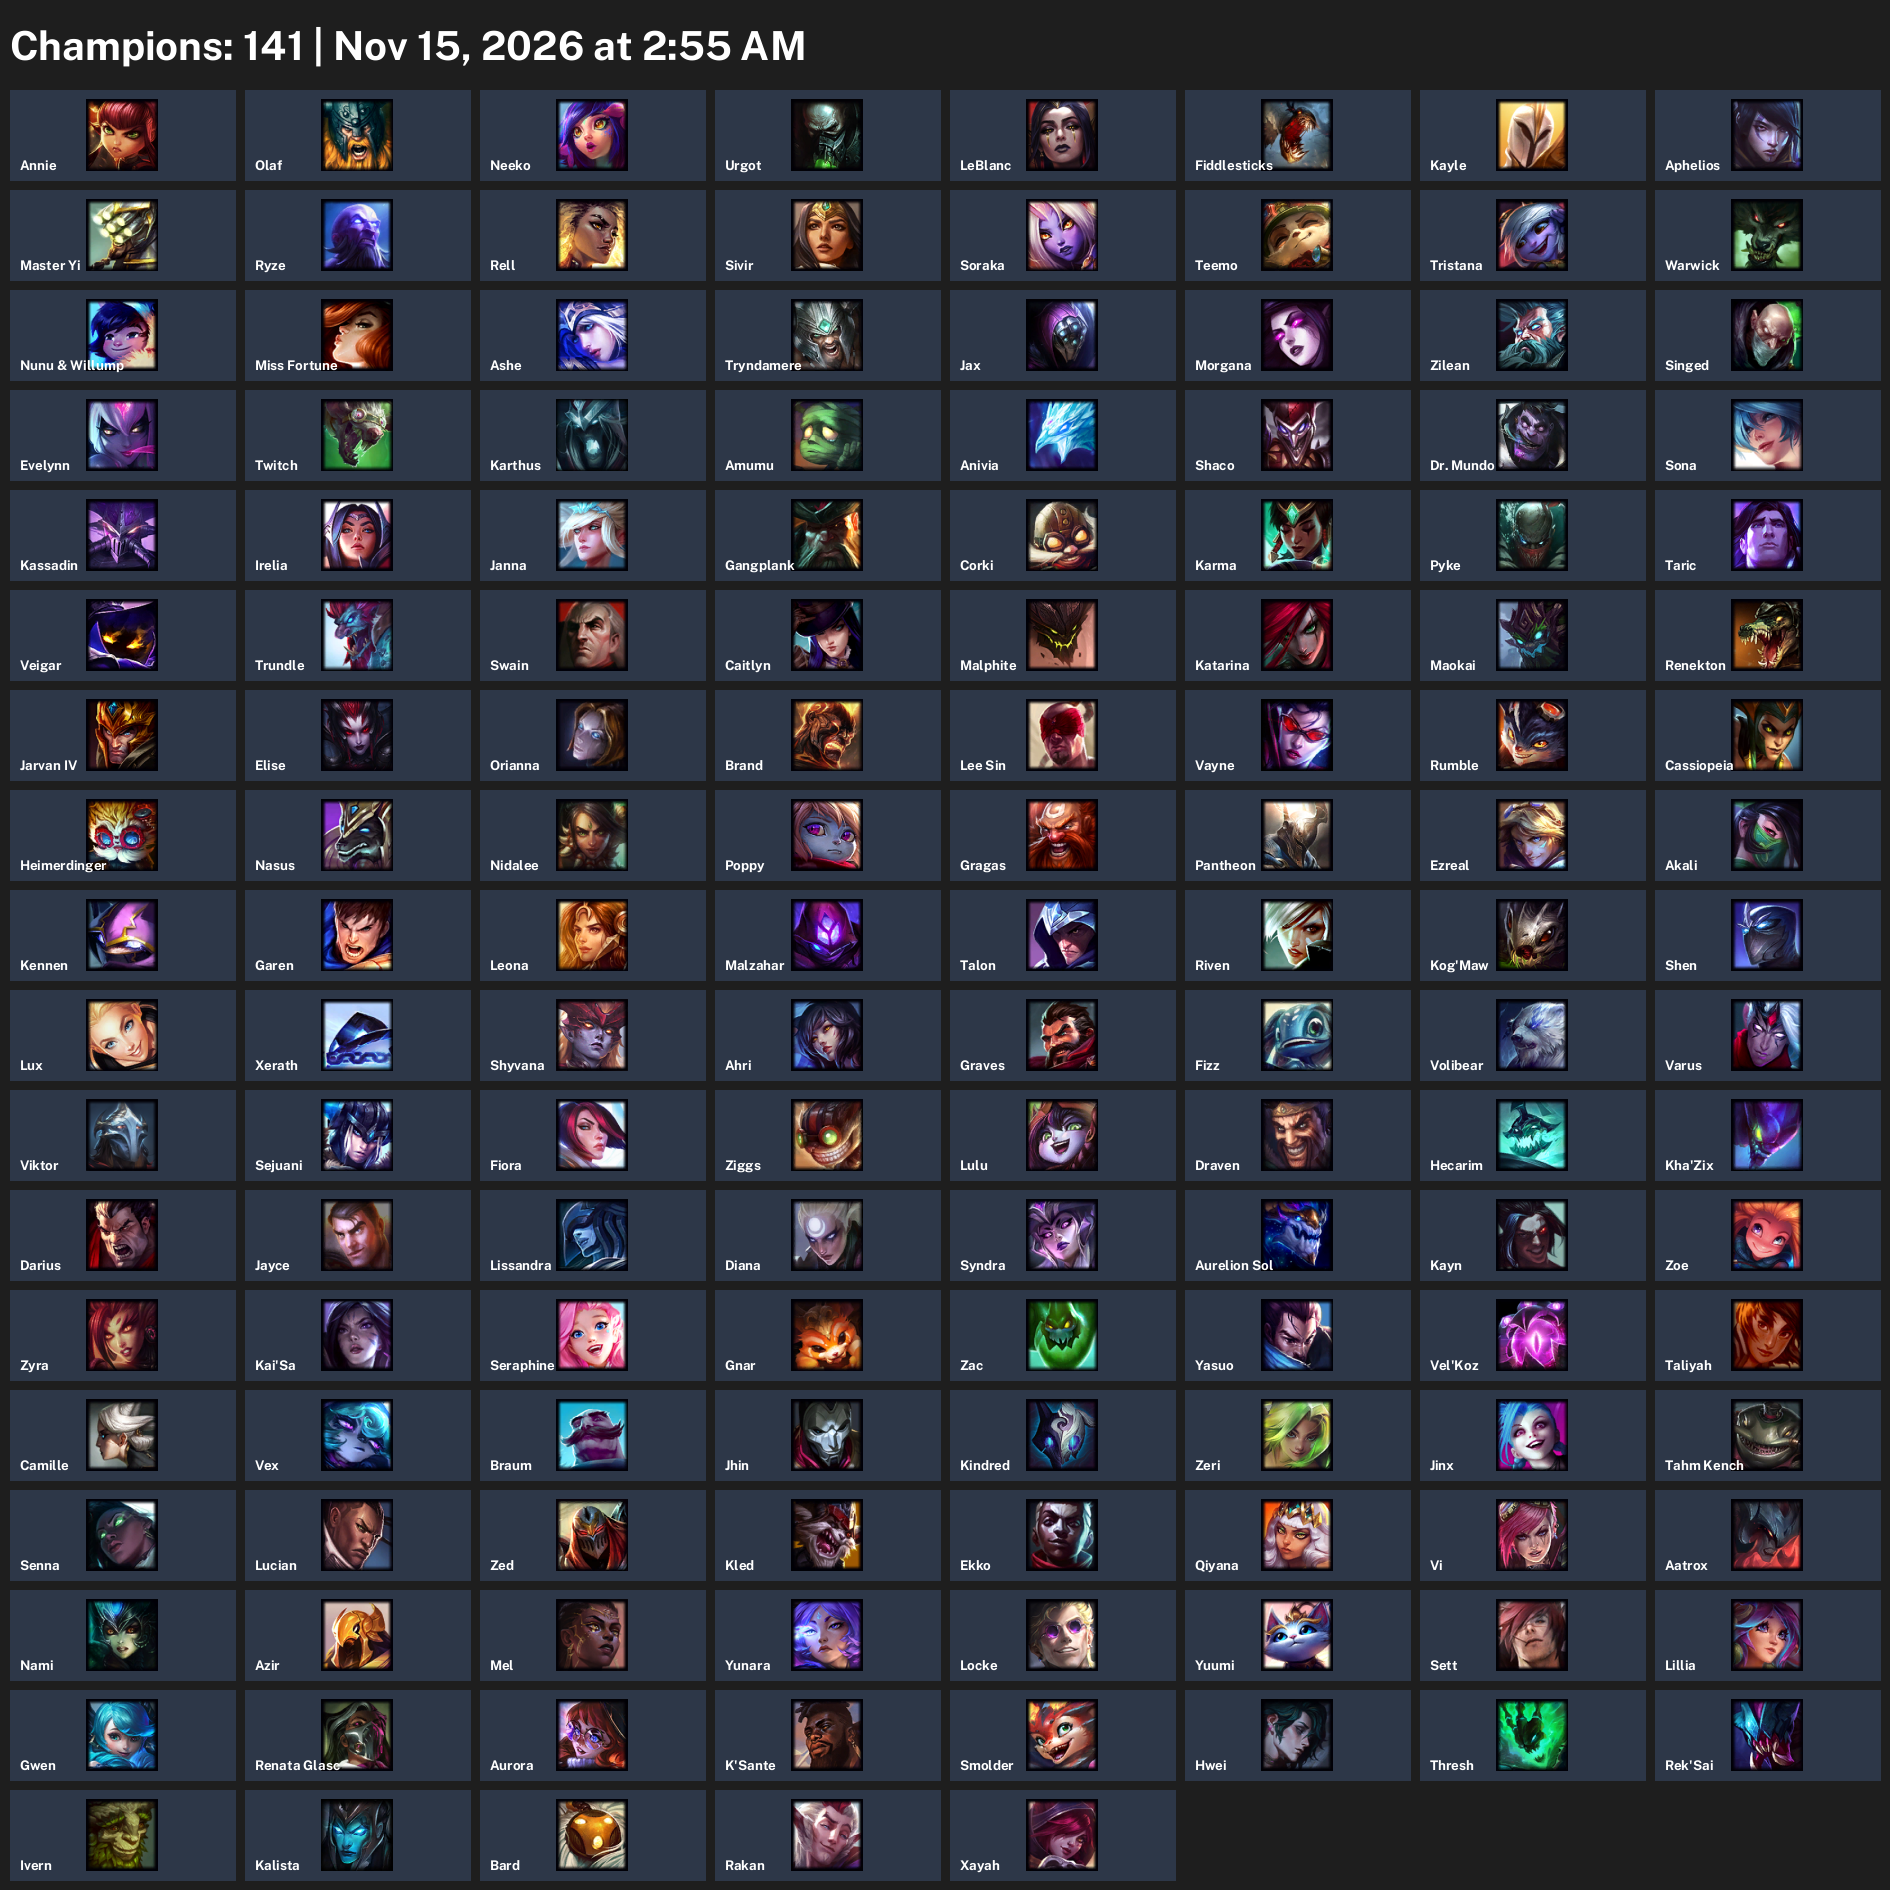 Champions: 141 | Nov 15, 2026 at 2:55 AM
Annie Olaf Neeko Urgot LeBlanc Fiddlesticks Kayle Aphelios
Master Yi Ryze Rell Sivir Soraka Teemo Tristana Warwick
Nunu & Willump Miss Fortune Ashe Tryndamere Jax Morgana Zilean Singed
Evelynn Twitch Karthus Amumu Anivia Shaco Dr. Mundo Sona
Kassadin Irelia Janna Gangplank Corki Karma Pyke Taric
Veigar Trundle Swain Caitlyn Malphite Katarina Maokai Renekton
Jarvan IV Elise Orianna Brand Lee Sin Vayne Rumble Cassiopeia
Heimerdinger Nasus Nidalee Poppy Gragas Pantheon Ezreal Akali
Kennen Garen Leona Malzahar Talon Riven Kog'Maw Shen
Lux Xerath Shyvana Ahri Graves Fizz Volibear Varus
Viktor Sejuani Fiora Ziggs Lulu Draven Hecarim Kha'Zix
Darius Jayce Lissandra Diana Syndra Aurelion Sol Kayn Zoe
Zyra Kai'Sa Seraphine Gnar Zac Yasuo Vel'Koz Taliyah
Camille Vex Braum Jhin Kindred Zeri Jinx Tahm Kench
Senna Lucian Zed Kled Ekko Qiyana Vi Aatrox
Nami Azir Mel Yunara Locke Yuumi Sett Lillia
Gwen Renata Glasc Aurora K'Sante Smolder Hwei Thresh Rek'Sai
Ivern Kalista Bard Rakan Xayah